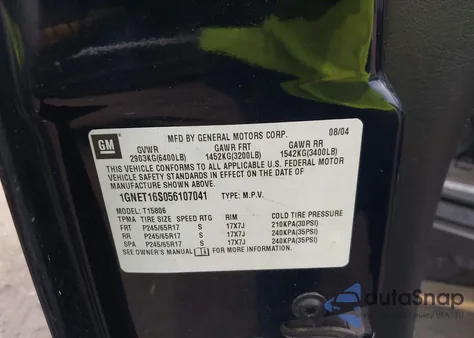 MFD BY GENERAL MOTORS CORP. 08/04
GM
GVWR GAWR FRT GAWR RR
2903KG(6400LB) 1452KG(3200LB) 1542KG(3400LB)
THIS VEHICLE CONFORMS TO ALL APPLICABLE U.S. FEDERAL MOTOR
VEHICLE SAFETY STANDARDS IN EFFECT ON THE DATE OF
MANUFACTURE SHOWN ABOVE.
1GNET16S056107041 TYPE: M.P.V.
MODEL: T15806
TPMA TIRE SIZE SPEED RTG RIM COLD TIRE PRESSURE
FRT P245/65R17 S 17X7J 210KPA(30PSI)
RR P245/65R17 S 17X7J 240KPA(35PSI)
SPA P245/65R17 S 17X7J 240KPA(35PSI)
SEE OWNER'S MANUAL FOR MORE INFORMATION
autaSnap